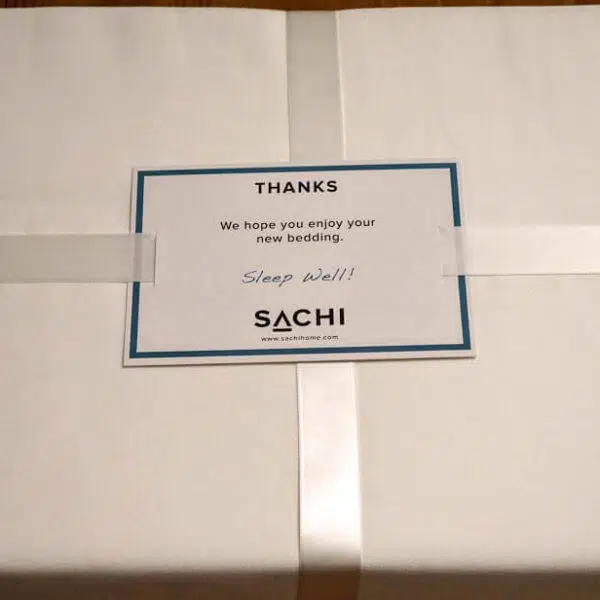 THANKS
We hope you enjoy your
new bedding.
Sleep Well!
SACHI
www.sachihome.com